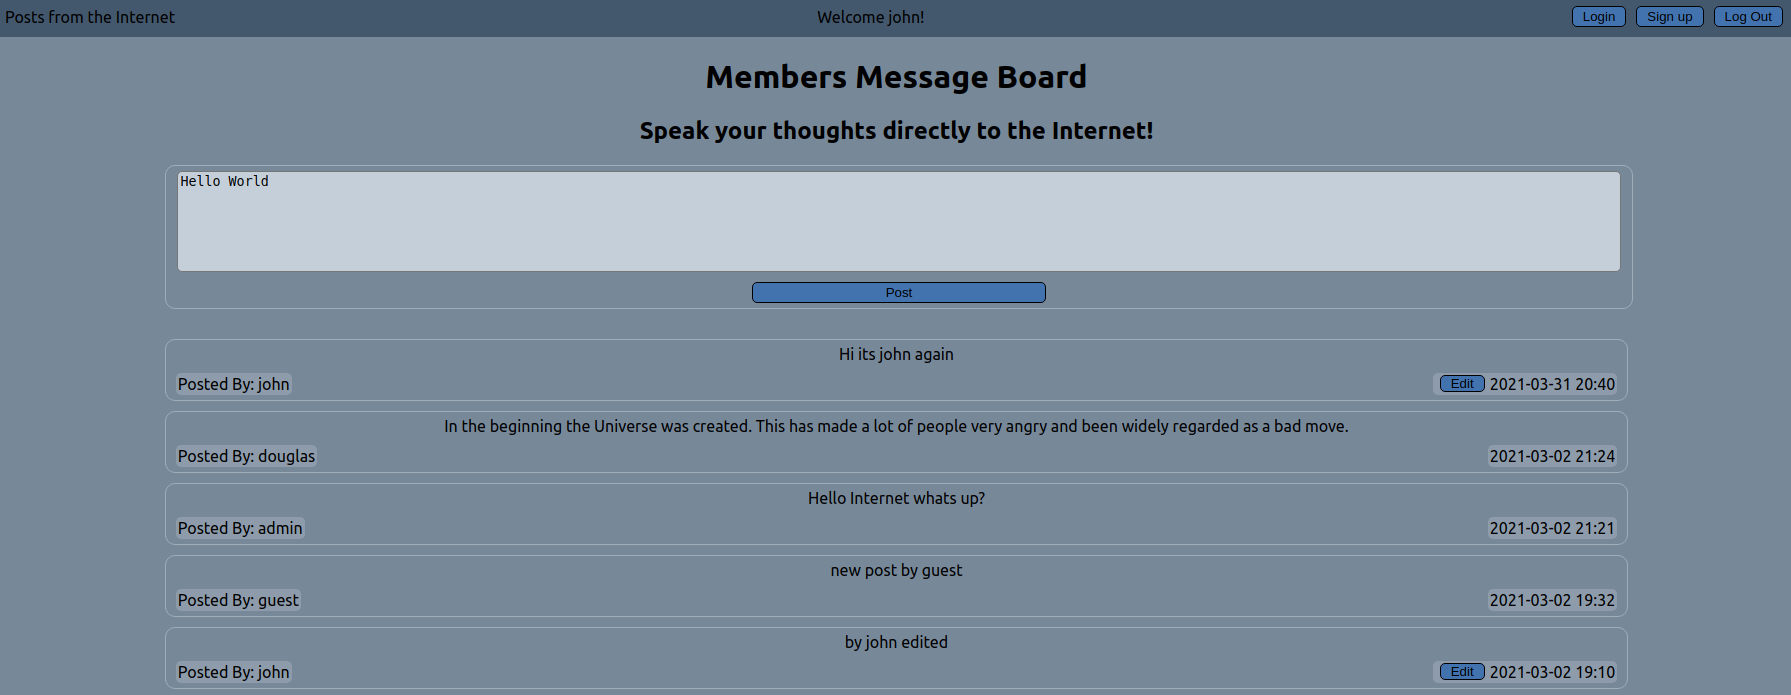 Posts from the Internet Welcome john! Login Sign up Log Out
Members Message Board
Speak your thoughts directly to the Internet!
Hello World
Post
Hi its john again
Posted By: john Edit 2021-03-31 20:40
In the beginning the Universe was created. This has made a lot of people very angry and been widely regarded as a bad move.
Posted By: douglas 2021-03-02 21:24
Hello Internet whats up?
Posted By: admin 2021-03-02 21:21
new post by guest
Posted By: guest 2021-03-02 19:32
by john edited
Posted By: john Edit 2021-03-02 19:10